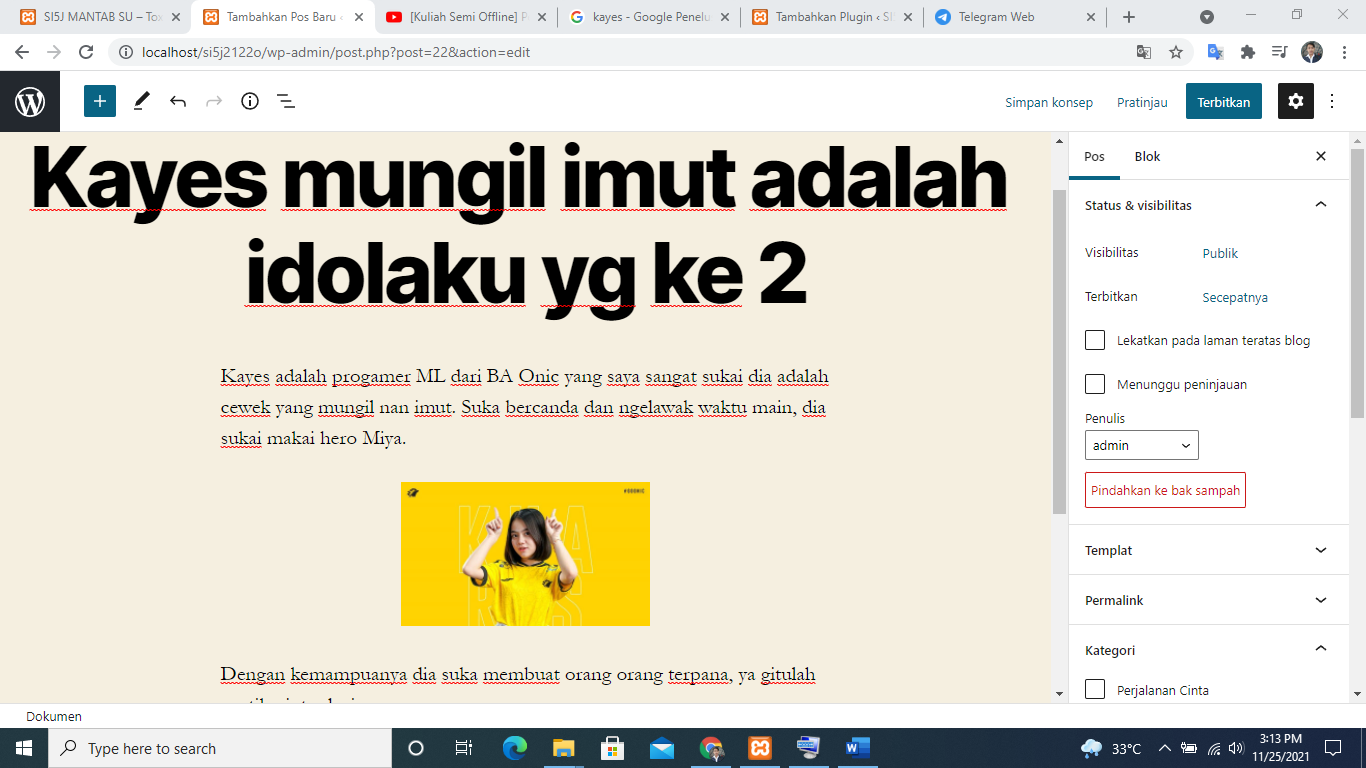 SI5J MANTAB SU – Tox
Tambahkan Pos Baru ‹
[Kuliah Semi Offline] P
kayes - Google Penelu
Tambahkan Plugin ‹ SI
Telegram Web
localhost/si5j2122o/wp-admin/post.php?post=22&action=edit
Simpan konsep
Pratinjau
Terbitkan
Kayes mungil imut adalah
idolaku yg ke 2
Kayes adalah progamer ML dari BA Onic yang saya sangat sukai dia adalah
cewek yang mungil nan imut. Suka bercanda dan ngelawak waktu main, dia
sukai makai hero Miya.
Dengan kemampuanya dia suka membuat orang orang terpana, ya gitulah
Pos
Blok
Status & visibilitas
Visibilitas
Publik
Terbitkan
Secepatnya
Lekatkan pada laman teratas blog
Menunggu peninjauan
Penulis
admin
Pindahkan ke bak sampah
Templat
Permalink
Kategori
Perjalanan Cinta
Dokumen
Type here to search
33°C
3:13 PM
11/25/2021